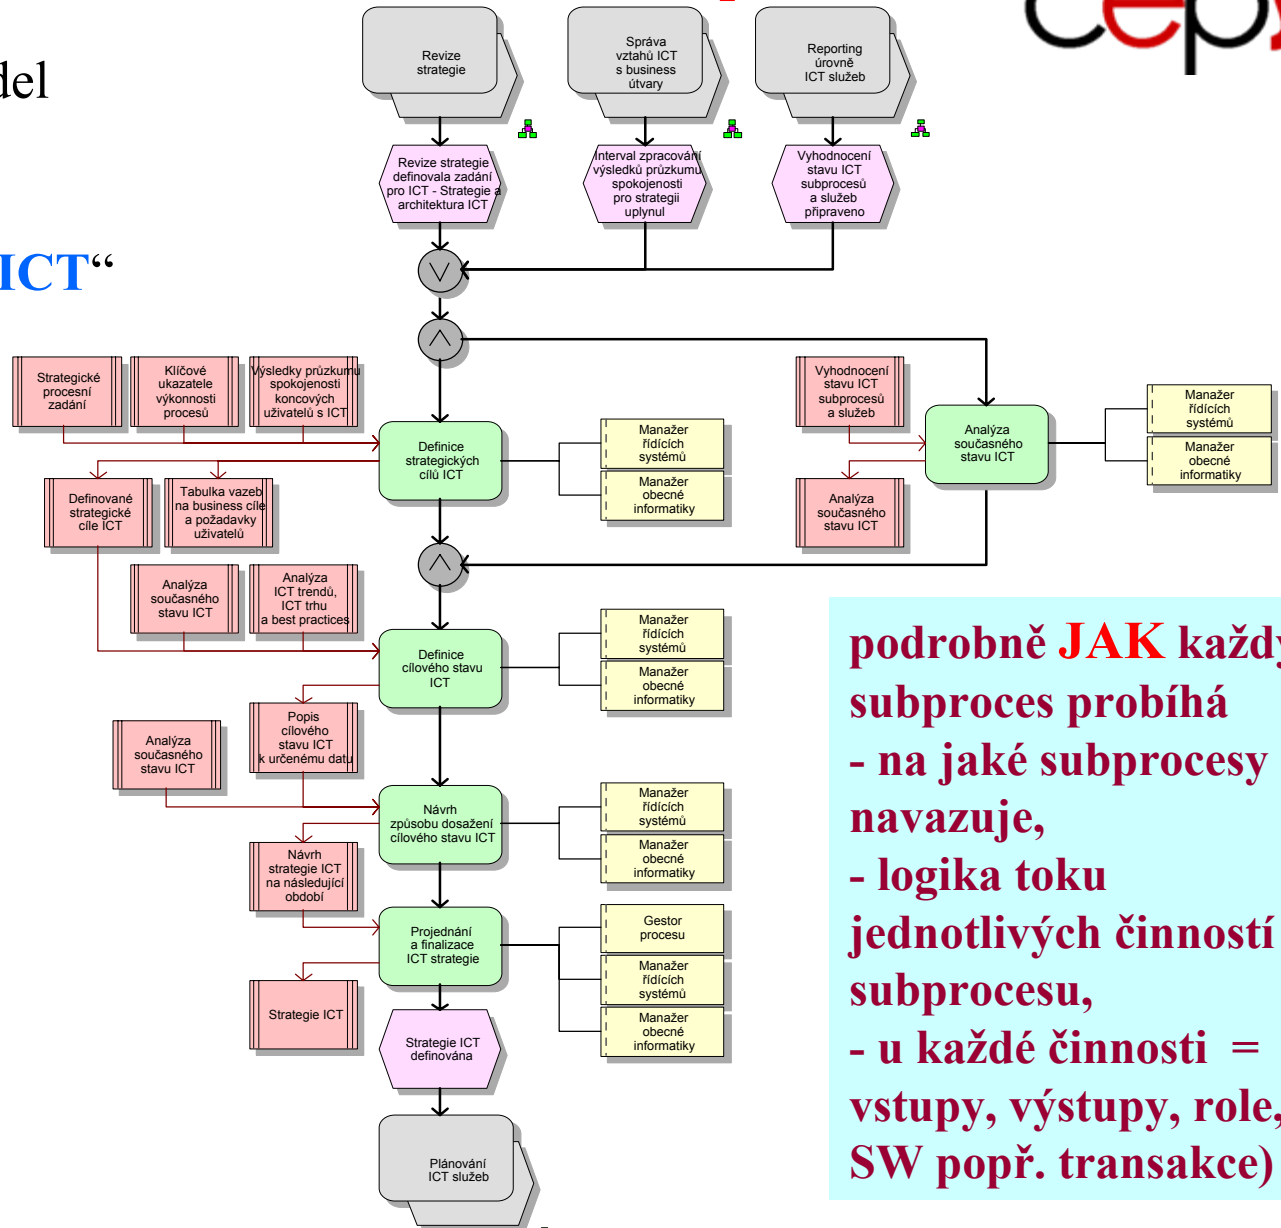 del
ICT“
cep
Revize
strategie
Správa
vztahů ICT
s business
útvary
Reporting
úrovně
ICT služeb
Revize strategie
definovala zadání
pro ICT - Strategie a
architektura ICT
Interval zpracování
výsledků průzkumu
spokojenosti
pro strategii
uplynul
Vyhodnocení
stavu ICT
subprocesů
a služeb
připraveno
Strategické
procesní
zadání
Klíčové
ukazatele
výkonnosti
procesů
Výsledky průzkumu
spokojenosti
koncových
uživatelů s ICT
Definice
strategických
cílů ICT
Manažer
řídících
systémů
Manažer
obecné
informatiky
Vyhodnocení
stavu ICT
subprocesů
a služeb
Analýza
současného
stavu ICT
Analýza
současného
stavu ICT
Manažer
řídících
systémů
Manažer
obecné
informatiky
Definované
strategické
cíle ICT
Tabulka vazeb
na business cíle
a požadavky
uživatelů
Analýza
současného
stavu ICT
Analýza
ICT trendů,
ICT trhu
a best practices
Definice
cílového stavu
ICT
Manažer
řídících
systémů
Manažer
obecné
informatiky
Analýza
současného
stavu ICT
Popis
cílového
stavu ICT
k určenému datu
Návrh
způsobu dosažení
cílového stavu ICT
Manažer
řídících
systémů
Manažer
obecné
informatiky
Návrh
strategie ICT
na následující
období
Projednání
a finalizace
ICT strategie
Gestor
procesu
Manažer
řídících
systémů
Manažer
obecné
informatiky
Strategie ICT
Strategie ICT
definována
Plánování
ICT služeb
podrobně JAK každý
subproces probíhá
- na jaké subprocesy
navazuje,
- logika toku
jednotlivých činností
subprocesu,
- u každé činnosti =
vstupy, výstupy, role,
SW popř. transakce)